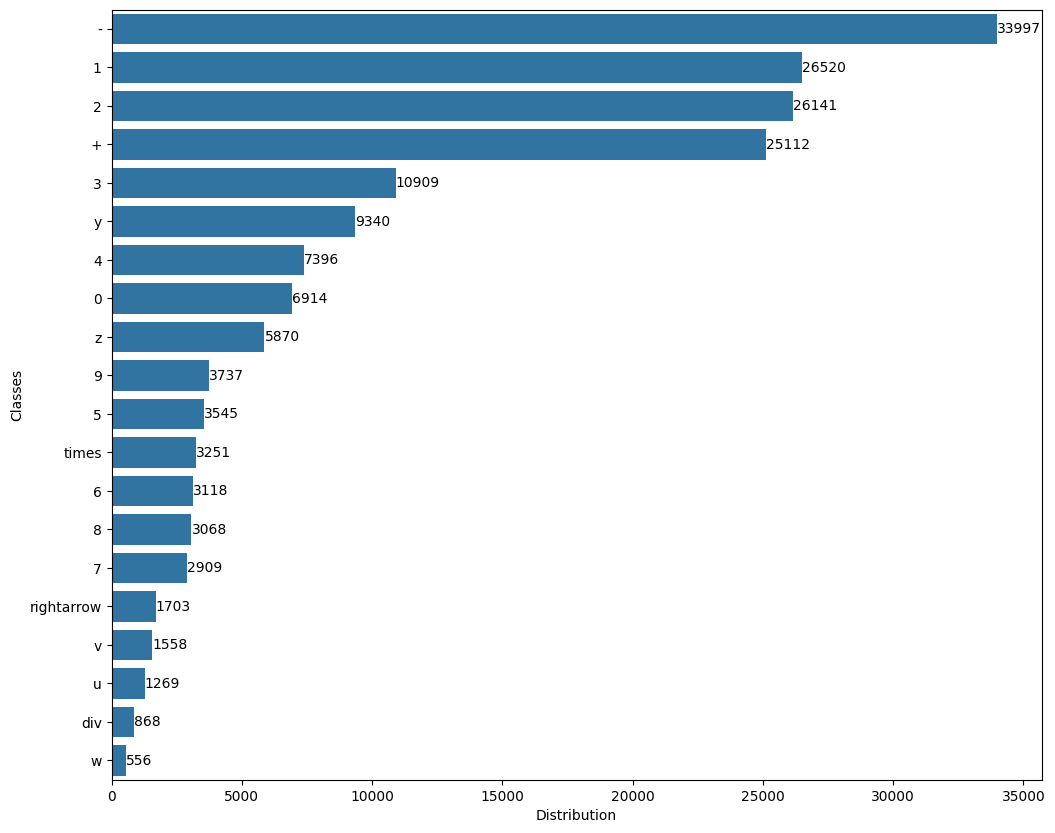 - 33997
1 26520
2 26141
+ 25112
3 10909
y 9340
4 7396
0 6914
z 5870
9 3737
Classes
5 3545
times 3251
6 3118
8 3068
7 2909
rightarrow 1703
v 1558
u 1269
div 868
w 556
0 5000 10000 15000 20000 25000 30000 35000
Distribution